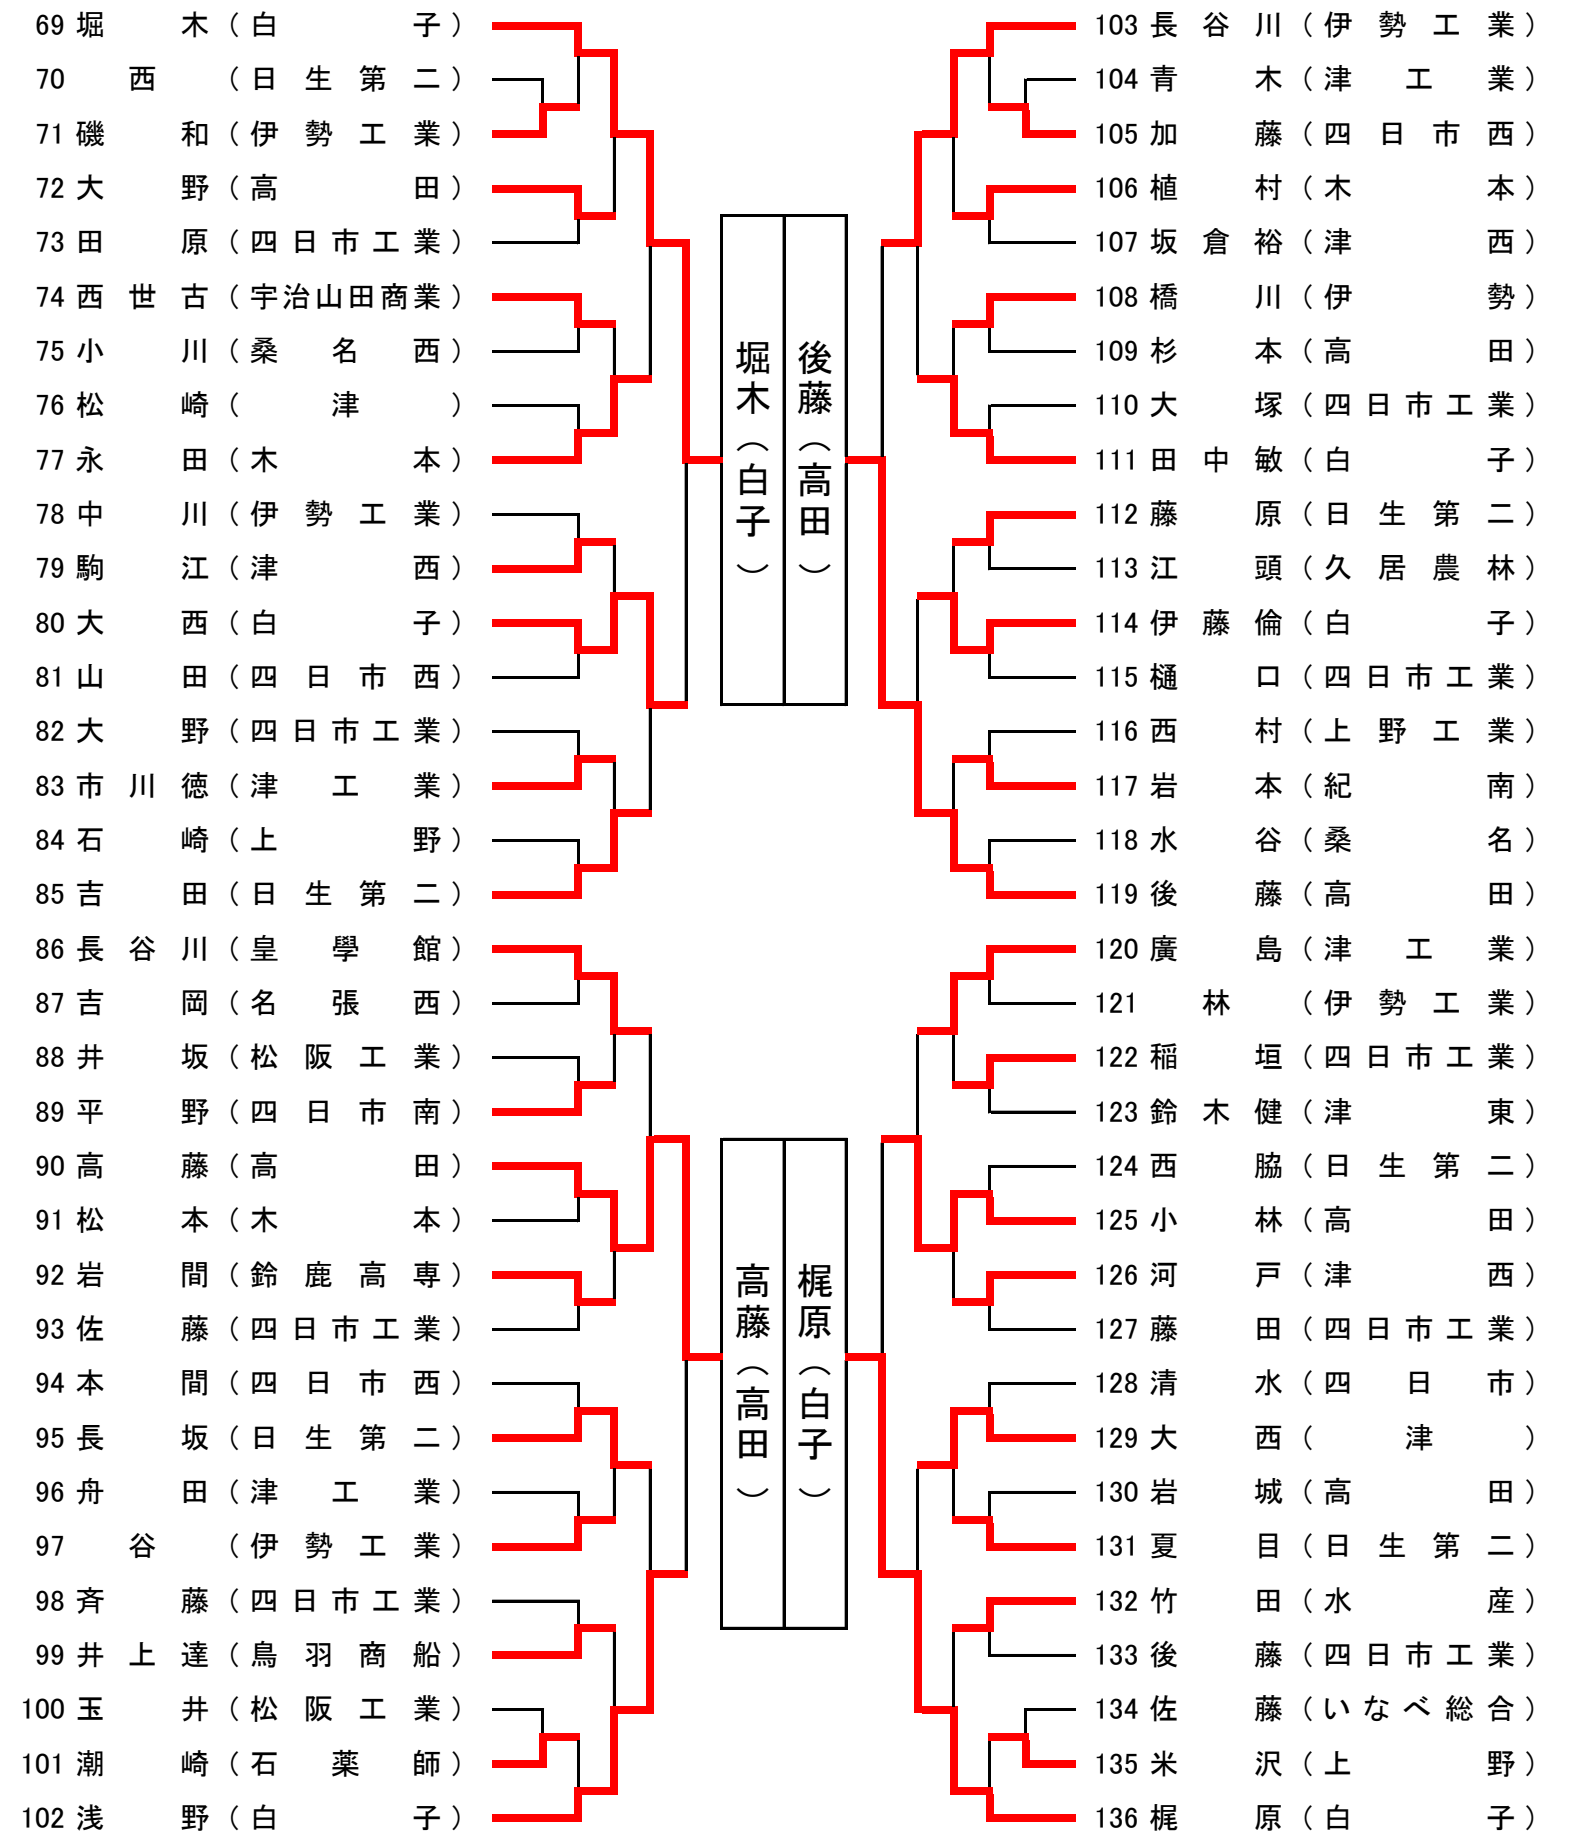 69 堀木（白子）
70 西（日生第二）
71 磯和（伊勢工業）
72 大野（高田）
73 田原（四日市工業）
74 西世古（宇治山田商業）
75 小川（桑名西）
76 松崎（津）
77 永田（木本）
78 中川（伊勢工業）
79 駒江（津西）
80 大西（白子）
81 山田（四日市西）
82 大野（四日市工業）
83 市川徳（津工業）
84 石崎（上野）
85 吉田（日生第二）
86 長谷川（皇學館）
87 吉岡（名張西）
88 井坂（松阪工業）
89 平野（四日市南）
90 高藤（高田）
91 松本（木本）
92 岩間（鈴鹿高専）
93 佐藤（四日市工業）
94 本間（四日市西）
95 長坂（日生第二）
96 舟田（津工業）
97 谷（伊勢工業）
98 斉藤（四日市工業）
99 井上達（鳥羽商船）
100 玉井（松阪工業）
101 潮崎（石薬師）
102 浅野（白子）
堀木（白子）
後藤（高田）
高藤（高田）
梶原（白子）
103 長谷川（伊勢工業）
104 青木（津工業）
105 加藤（四日市西）
106 植村（木本）
107 坂倉裕（津西）
108 橋川（伊勢）
109 杉本（高田）
110 大塚（四日市工業）
111 田中敏（白子）
112 藤原（日生第二）
113 江頭（久居農林）
114 伊藤倫（白子）
115 樋口（四日市工業）
116 西村（上野工業）
117 岩本（紀南）
118 水谷（桑名）
119 後藤（高田）
120 廣島（津工業）
121 林（伊勢工業）
122 稲垣（四日市工業）
123 鈴木健（津東）
124 西脇（日生第二）
125 小林（高田）
126 河戸（津西）
127 藤田（四日市工業）
128 清水（四日市）
129 大西（津）
130 岩城（高田）
131 夏目（日生第二）
132 竹田（水産）
133 後藤（四日市工業）
134 佐藤（いなべ総合）
135 米沢（上野）
136 梶原（白子）